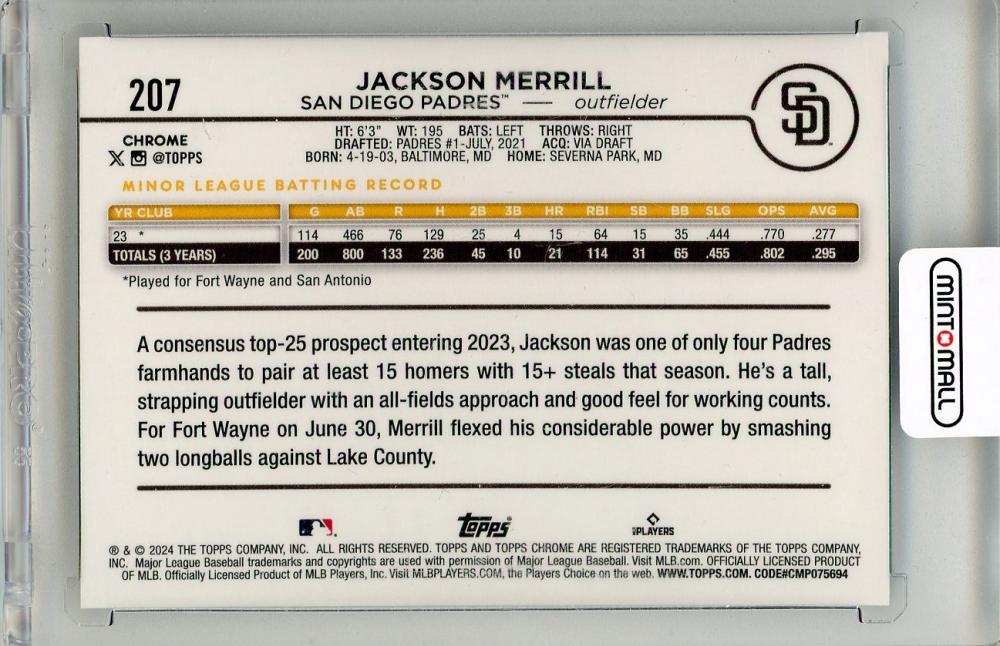 207
JACKSON MERRILL
SAN DIEGO PADRES™ — outfielder
SD
CHROME
@TOPPS
HT: 6'3" WT: 195 BATS: LEFT THROWS: RIGHT
DRAFTED: PADRES #1-JULY, 2021 ACQ: VIA DRAFT
BORN: 4-19-03, BALTIMORE, MD HOME: SEVERNA PARK, MD
MINOR LEAGUE BATTING RECORD
YR CLUB G AB R H 2B 3B HR RBI SB BB SLG OPS AVG
23 * 114 466 76 129 25 4 15 64 15 35 .444 .770 .277
TOTALS (3 YEARS) 200 800 133 236 45 10 21 114 31 65 .455 .802 .295
*Played for Fort Wayne and San Antonio
A consensus top-25 prospect entering 2023, Jackson was one of only four Padres
farmhands to pair at least 15 homers with 15+ steals that season. He's a tall,
strapping outfielder with an all-fields approach and good feel for working counts.
For Fort Wayne on June 30, Merrill flexed his considerable power by smashing
two longballs against Lake County.
Topps
PLAYERS
® & © 2024 THE TOPPS COMPANY, INC. ALL RIGHTS RESERVED. TOPPS AND TOPPS CHROME ARE REGISTERED TRADEMARKS OF THE TOPPS COMPANY,
INC. Major League Baseball trademarks and copyrights are used with permission of Major League Baseball. Visit MLB.com. OFFICIALLY LICENSED PRODUCT
OF MLB. Officially Licensed Product of MLB Players, Inc. Visit MLBPLAYERS.COM, the Players Choice on the web. WWW.TOPPS.COM. CODE#CMP075694
MINTMALL